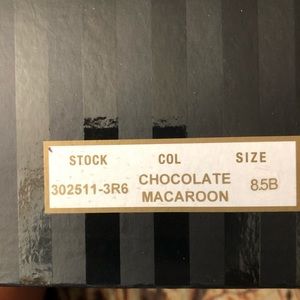 STOCK COL SIZE
302511-3R6 CHOCOLATE MACAROON 8.5B